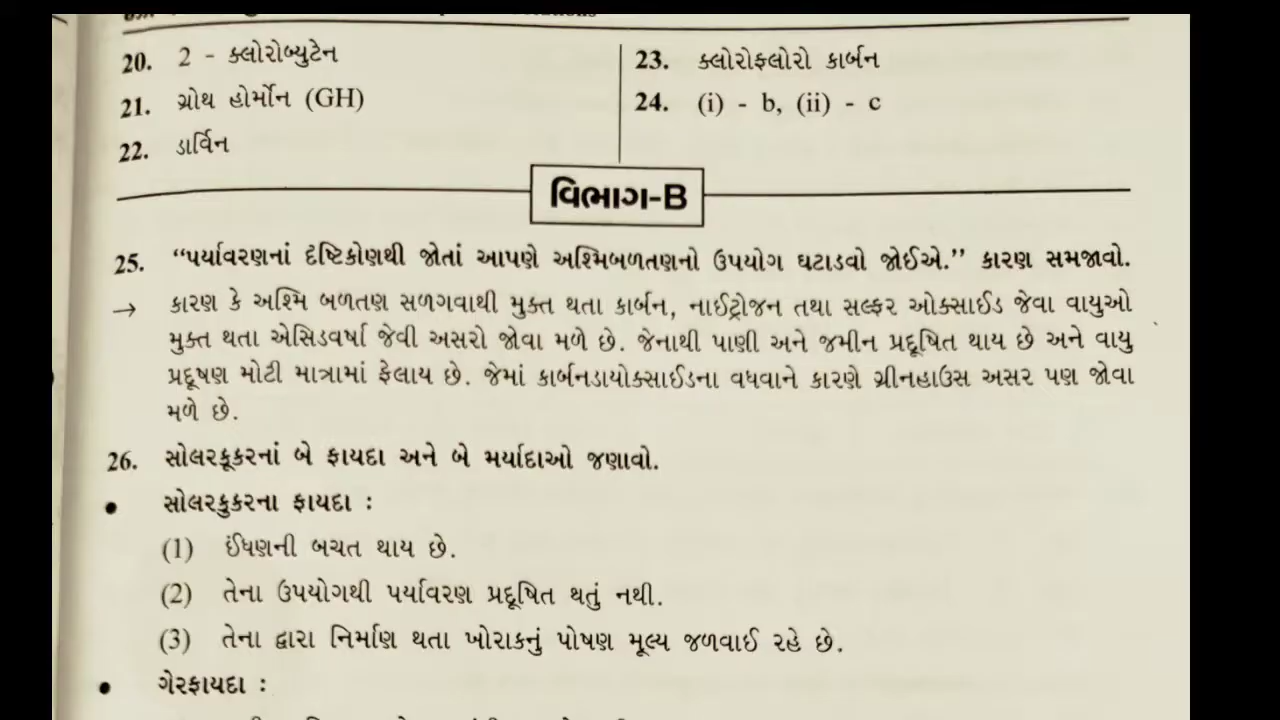 20. 2 - ક્લોરોબ્યુટેન
21. ગ્રોથ હોર્મોન (GH)
22. ડાર્વિન
23. ક્લોરોફ્લોરો કાર્બન
24. (i) - b, (ii) - c
વિભાગ-B
25. “પર્યાવરણનાં દૃષ્ટિકોણથી જોતાં આપણે અશ્મિબળતણનો ઉપયોગ ઘટાડવો જોઈએ.” કારણ સમજાવો.
→ કારણ કે અશ્મિ બળતણ સળગવાથી મુક્ત થતા કાર્બન, નાઈટ્રોજન તથા સલ્ફર ઓક્સાઈડ જેવા વાયુઓ
મુક્ત થતા એસિડવર્ષા જેવી અસરો જોવા મળે છે. જેનાથી પાણી અને જમીન પ્રદૂષિત થાય છે અને વાયુ
પ્રદૂષણ મોટી માત્રામાં ફેલાય છે. જેમાં કાર્બનડાયોક્સાઈડના વધવાને કારણે ગ્રીનહાઉસ અસર પણ જોવા
મળે છે.
26. સોલરકૂકરનાં બે ફાયદા અને બે મર્યાદાઓ જણાવો.
● સોલરકુકરના ફાયદા :
(1) ઈંધણની બચત થાય છે.
(2) તેના ઉપયોગથી પર્યાવરણ પ્રદૂષિત થતું નથી.
(3) તેના દ્વારા નિર્માણ થતા ખોરાકનું પોષણ મૂલ્ય જળવાઈ રહે છે.
● ગેરફાયદા :